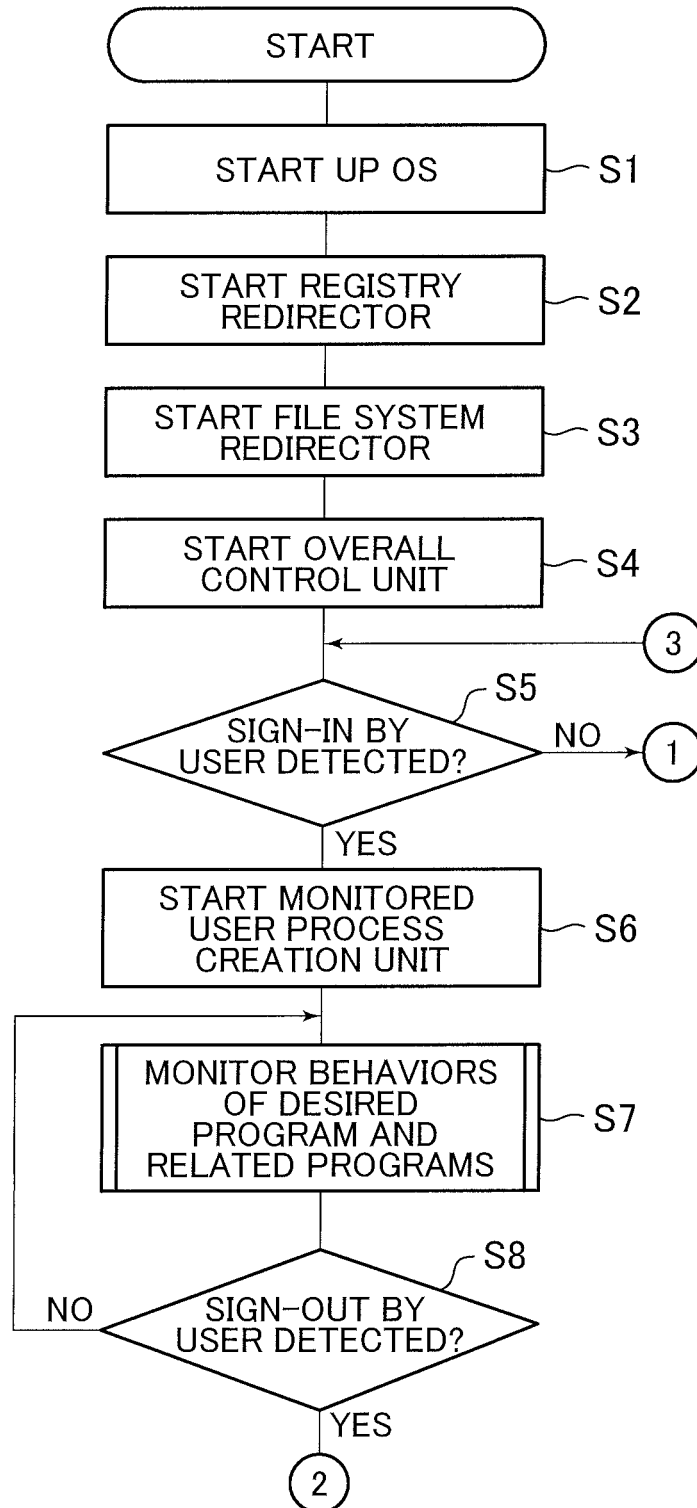 START
START UP OS
S1
START REGISTRY
REDIRECTOR
S2
START FILE SYSTEM
REDIRECTOR
S3
START OVERALL
CONTROL UNIT
S4
3
S5
SIGN-IN BY
USER DETECTED?
NO
1
YES
START MONITORED
USER PROCESS
CREATION UNIT
S6
MONITOR BEHAVIORS
OF DESIRED
PROGRAM AND
RELATED PROGRAMS
S7
S8
NO
SIGN-OUT BY
USER DETECTED?
YES
2